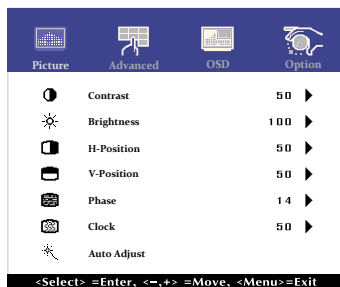 Picture Advanced OSD Option
Contrast 50
Brightness 100
H-Position 50
V-Position 50
Phase 14
Clock 50
Auto Adjust
<Select> =Enter, <−,+> =Move, <Menu>=Exit